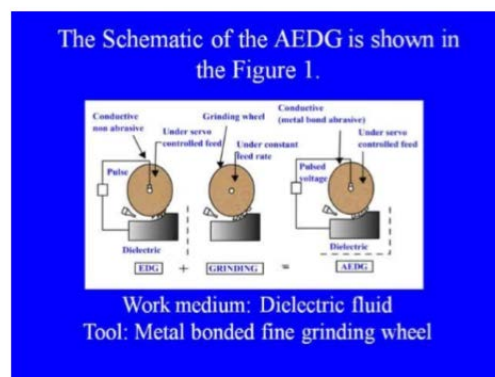 The Schematic of the AEDG is shown in
the Figure 1.
Conductive
non abrasive
Under servo
controlled feed
Pulse
Dielectric
EDG
+
Grinding wheel
Under constant
feed rate
GRINDING
=
Conductive
(metal bond abrasive)
Under servo
controlled feed
Pulsed
voltage
Dielectric
AEDG
Work medium: Dielectric fluid
Tool: Metal bonded fine grinding wheel